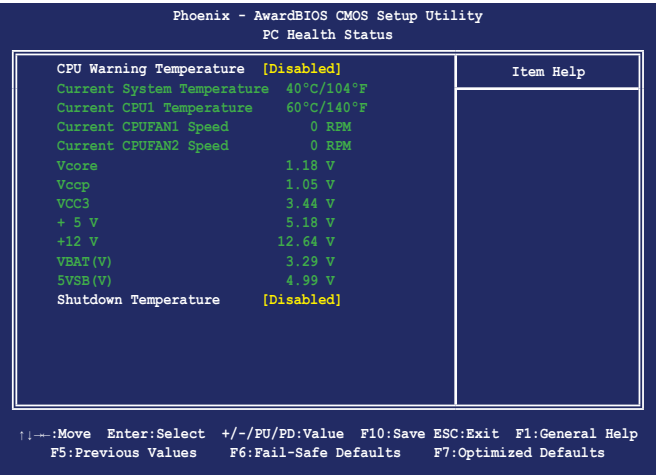 Phoenix - AwardBIOS CMOS Setup Utility
PC Health Status
CPU Warning Temperature [Disabled]
Current System Temperature 40°C/104°F
Current CPU1 Temperature 60°C/140°F
Current CPUFAN1 Speed 0 RPM
Current CPUFAN2 Speed 0 RPM
Vcore 1.18 V
Vccp 1.05 V
VCC3 3.44 V
+ 5 V 5.18 V
+12 V 12.64 V
VBAT(V) 3.29 V
5VSB(V) 4.99 V
Shutdown Temperature [Disabled]
Item Help
↑↓→←:Move Enter:Select +/-/PU/PD:Value F10:Save ESC:Exit F1:General Help
F5:Previous Values F6:Fail-Safe Defaults F7:Optimized Defaults